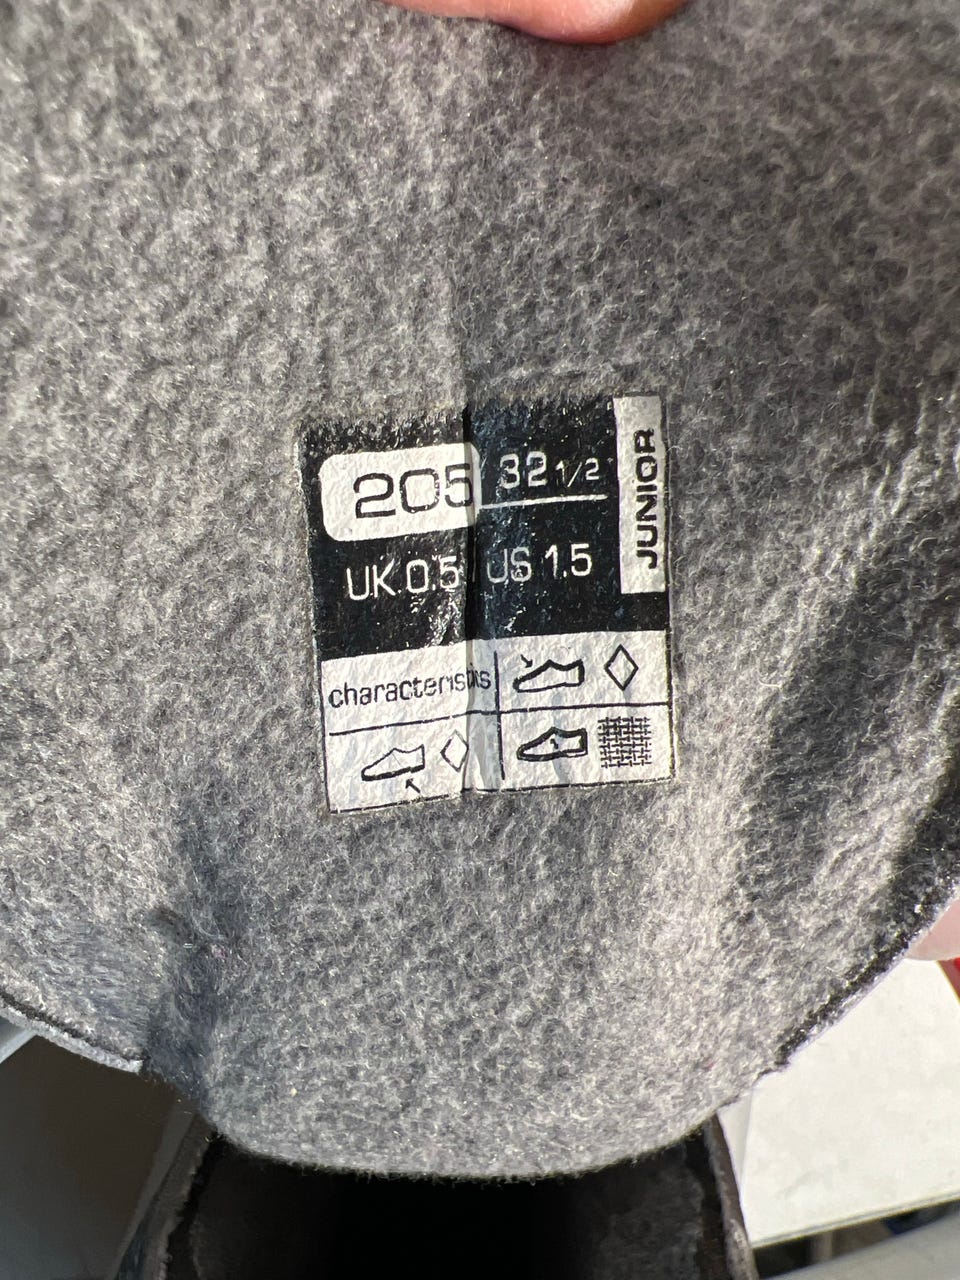 205 32 1/2
UK 0.5 US 1.5
JUNIOR
characteristics